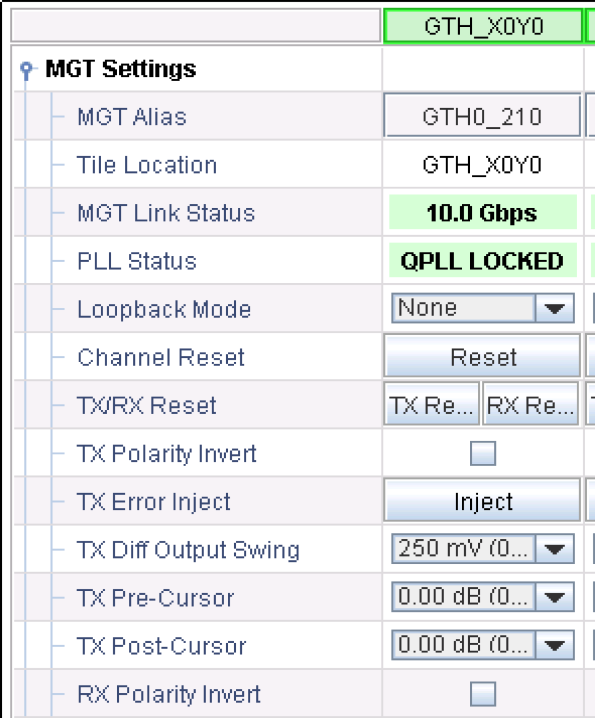 GTH_X0Y0
MGT Settings
MGT Alias GTH0_210
Tile Location GTH_X0Y0
MGT Link Status 10.0 Gbps
PLL Status QPLL LOCKED
Loopback Mode None
Channel Reset Reset
TX/RX Reset TX Re... RX Re...
TX Polarity Invert
TX Error Inject Inject
TX Diff Output Swing 250 mV (0...
TX Pre-Cursor 0.00 dB (0...
TX Post-Cursor 0.00 dB (0...
RX Polarity Invert